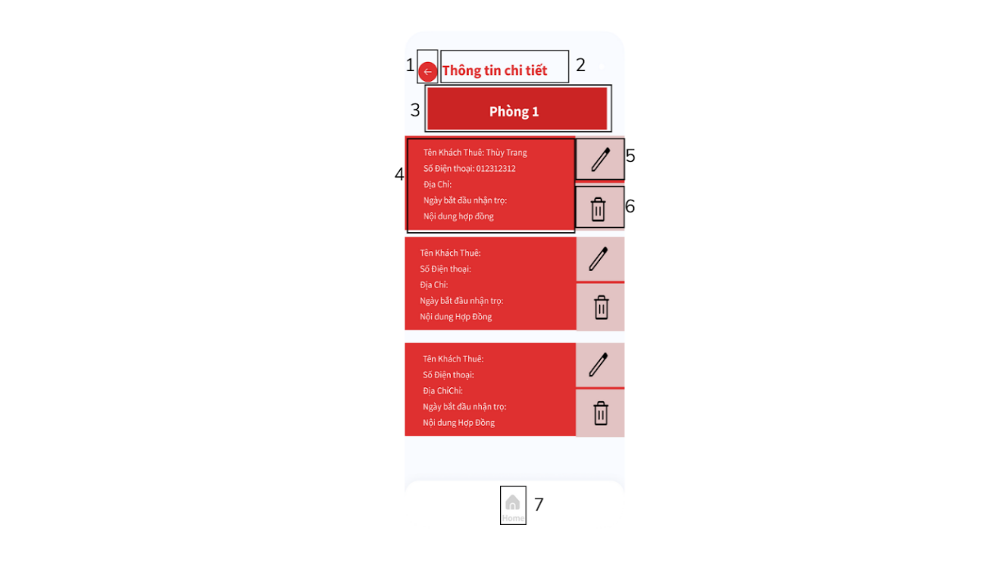 1
Thông tin chi tiết
2
3
Phòng 1
4
Tên Khách Thuê: Thùy Trang
Số Điện thoại: 012312312
Địa Chỉ:
Ngày bắt đầu nhận trọ:
Nội dung hợp đồng
5
6
Tên Khách Thuê:
Số Điện thoại:
Địa Chỉ:
Ngày bắt đầu nhận trọ:
Nội dung Hợp Đồng
Tên Khách Thuê:
Số Điện thoại:
Địa ChỉChỉ:
Ngày bắt đầu nhận trọ:
Nội dung Hợp Đồng
Home
7